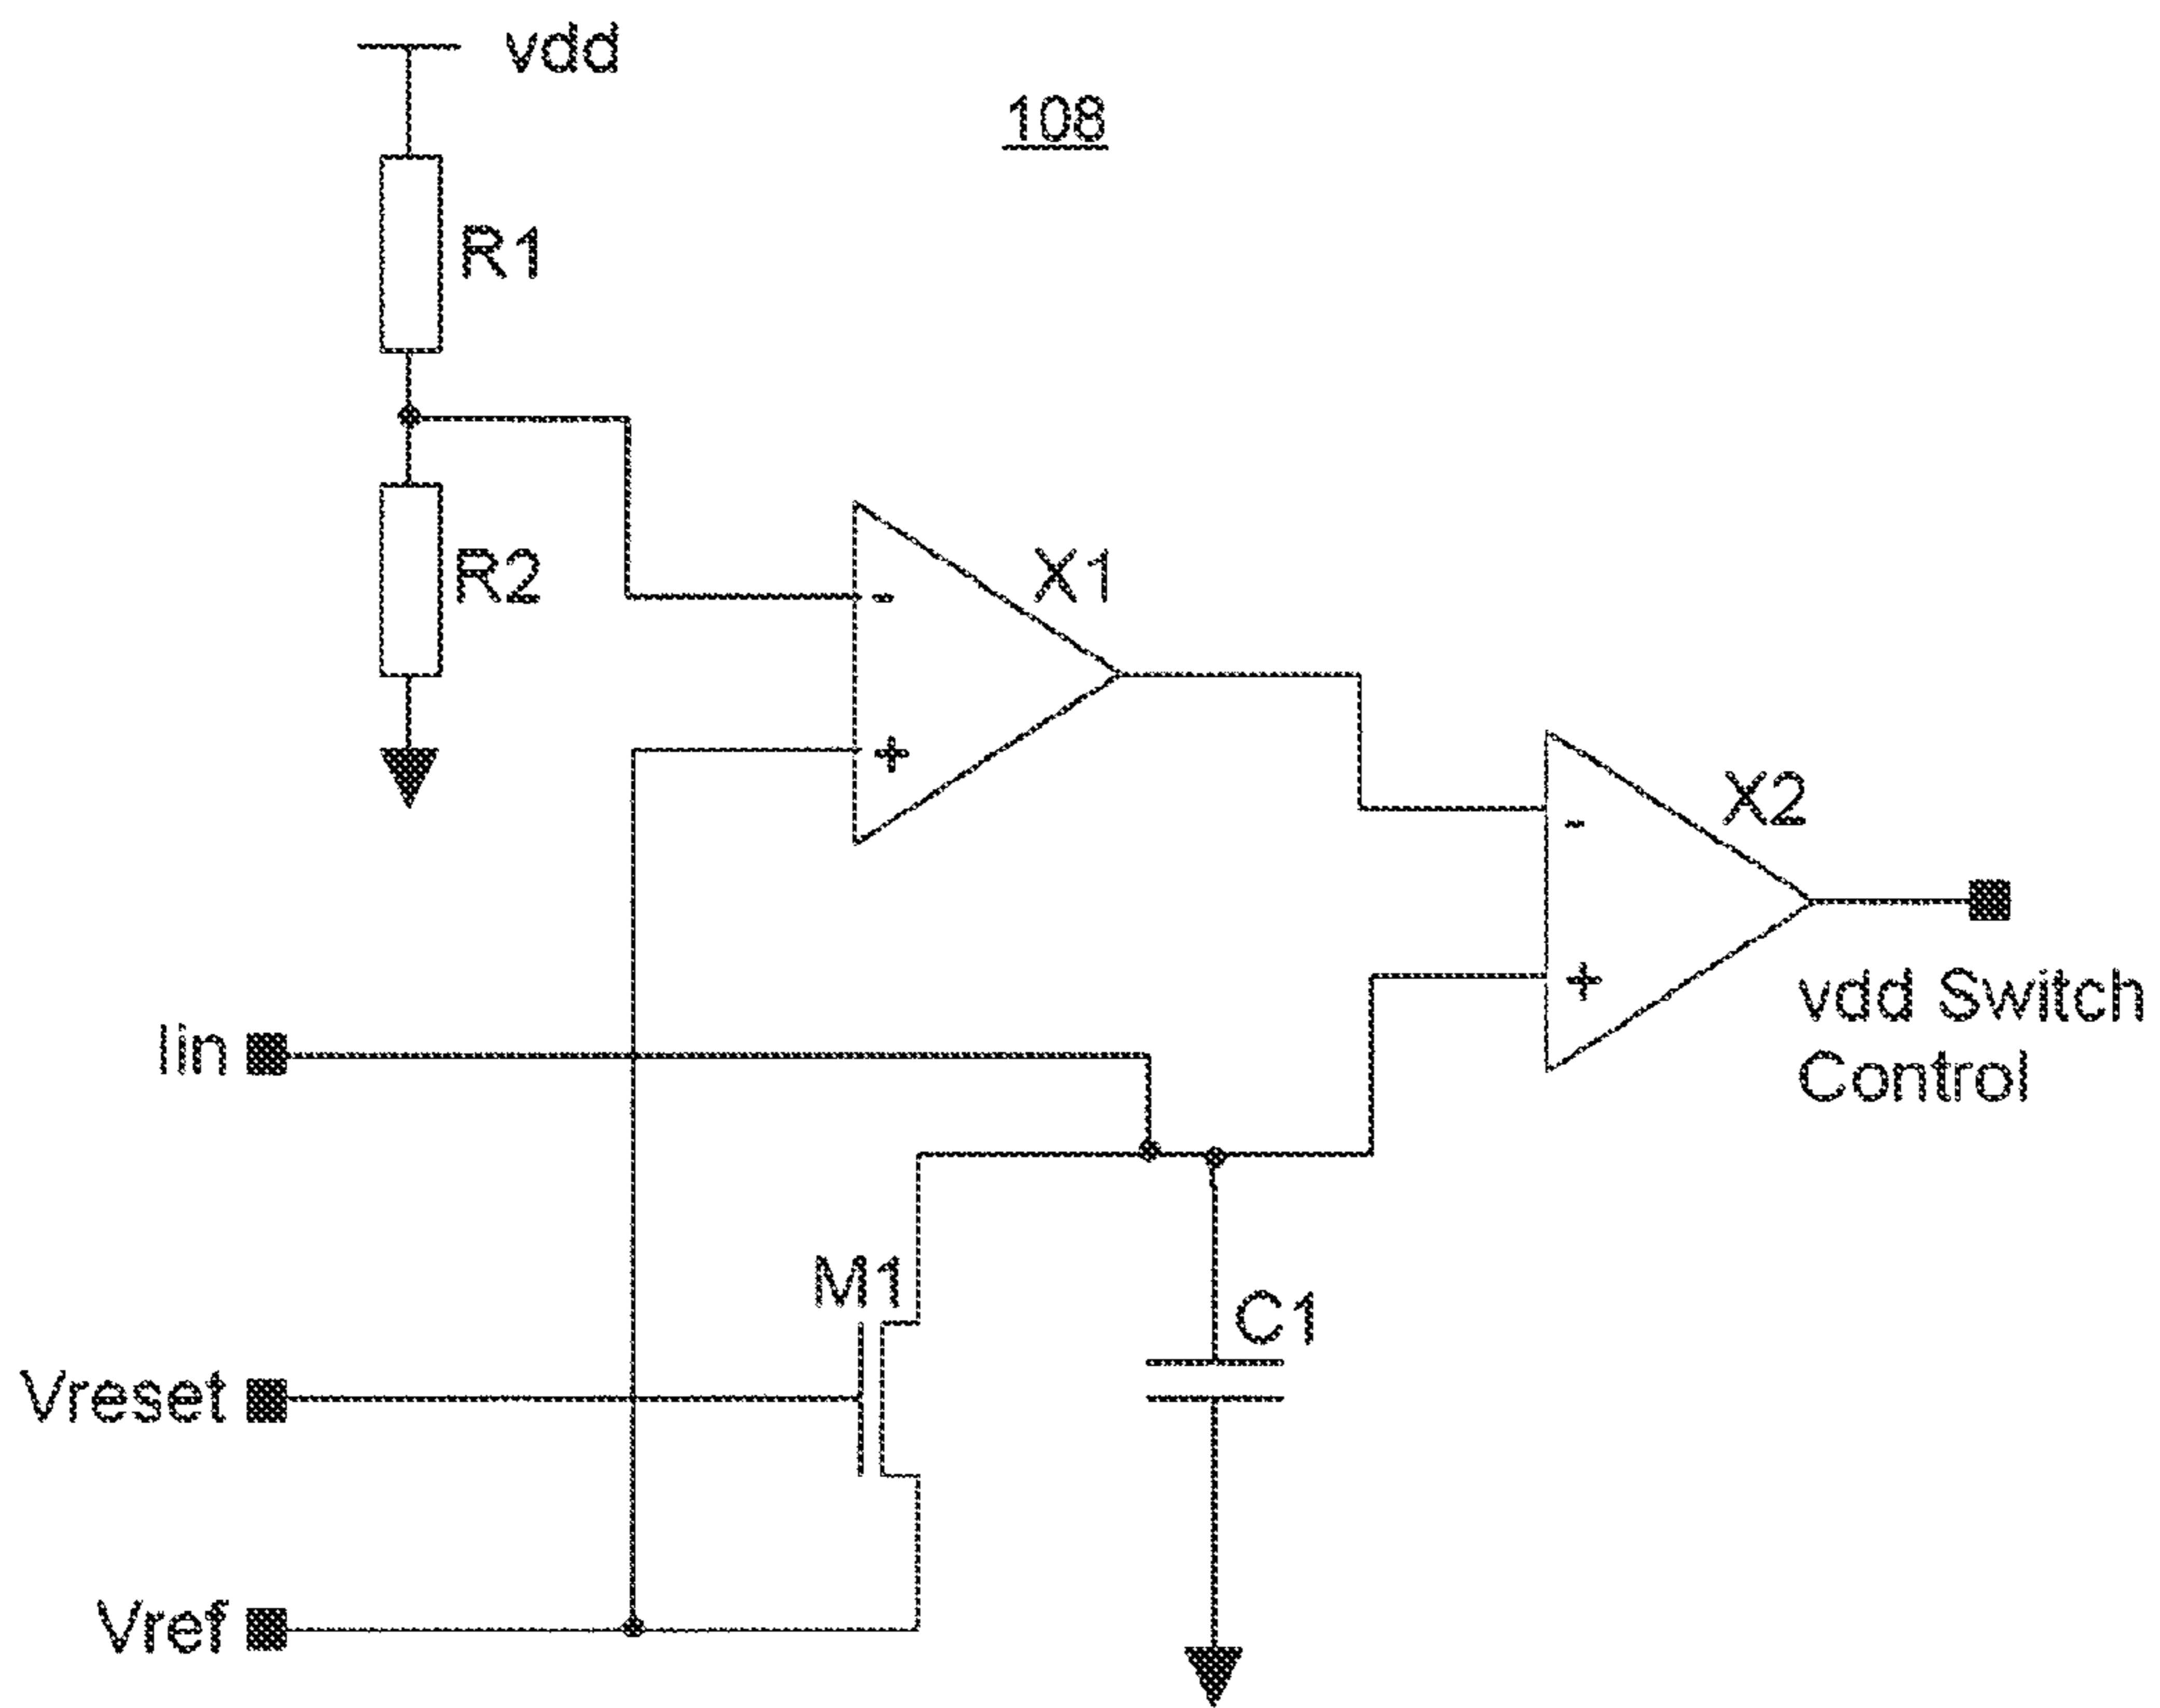 vdd
108
R1
R2
X1
-
+
X2
-
+
vdd Switch
Control
Iin
M1
C1
Vreset
Vref